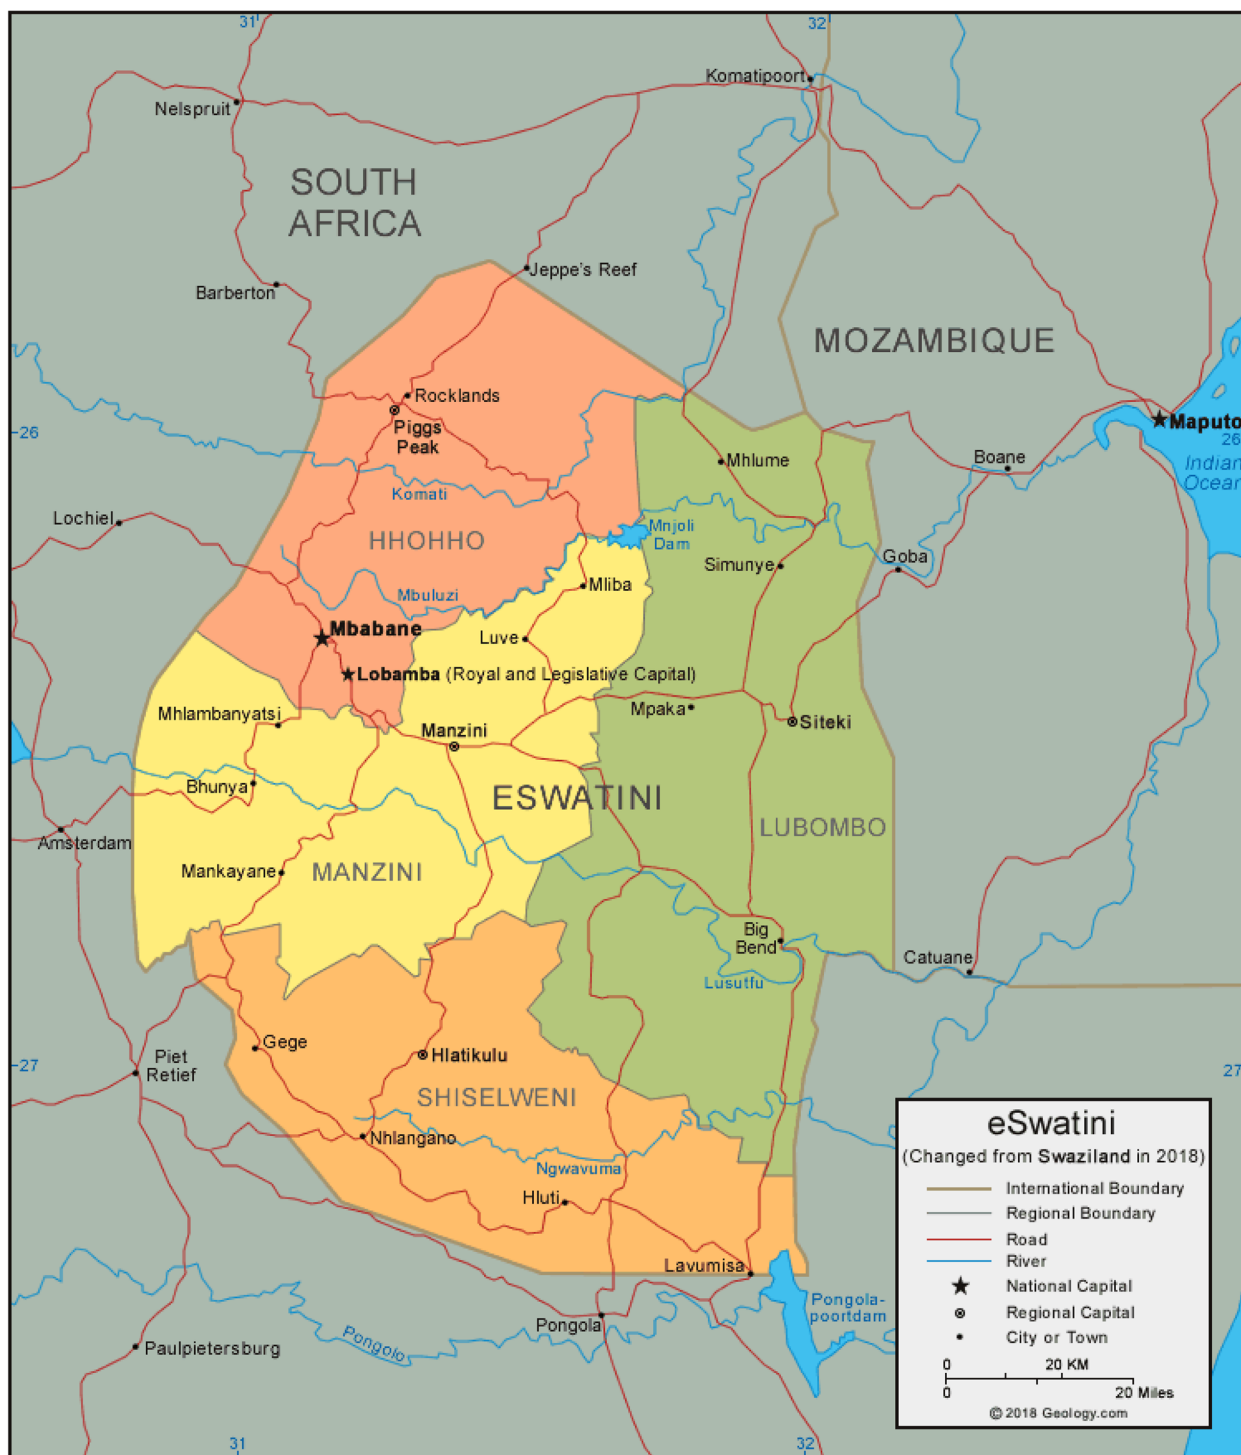 31
32
Komatipoort
Nelspruit
SOUTH
AFRICA
Jeppe's Reef
Barberton
MOZAMBIQUE
Rocklands
Piggs
Peak
Maputo
26
26
Boane
Indian
Ocean
Mhlume
Komati
Lochiel
HHOHHO
Mnjoli
Dam
Goba
Simunye
Mliba
Mbuluzi
Mbabane
Luve
Lobamba (Royal and Legislative Capital)
Mpaka
Siteki
Mhlambanyatsi
Manzini
Bhunya
ESWATINI
LUBOMBO
Amsterdam
Mankayane
MANZINI
Big
Bend
Catuane
Lusutfu
Gege
Hlatikulu
Piet
Retief
27
27
SHISELWENI
Nhlangano
Ngwavuma
Hluti
Lavumisa
Pongola-
poortdam
Pongola
Pongolo
Paulpietersburg
31
32
eSwatini
(Changed from Swaziland in 2018)
International Boundary
Regional Boundary
Road
River
National Capital
Regional Capital
City or Town
0 20 KM
0 20 Miles
© 2018 Geology.com